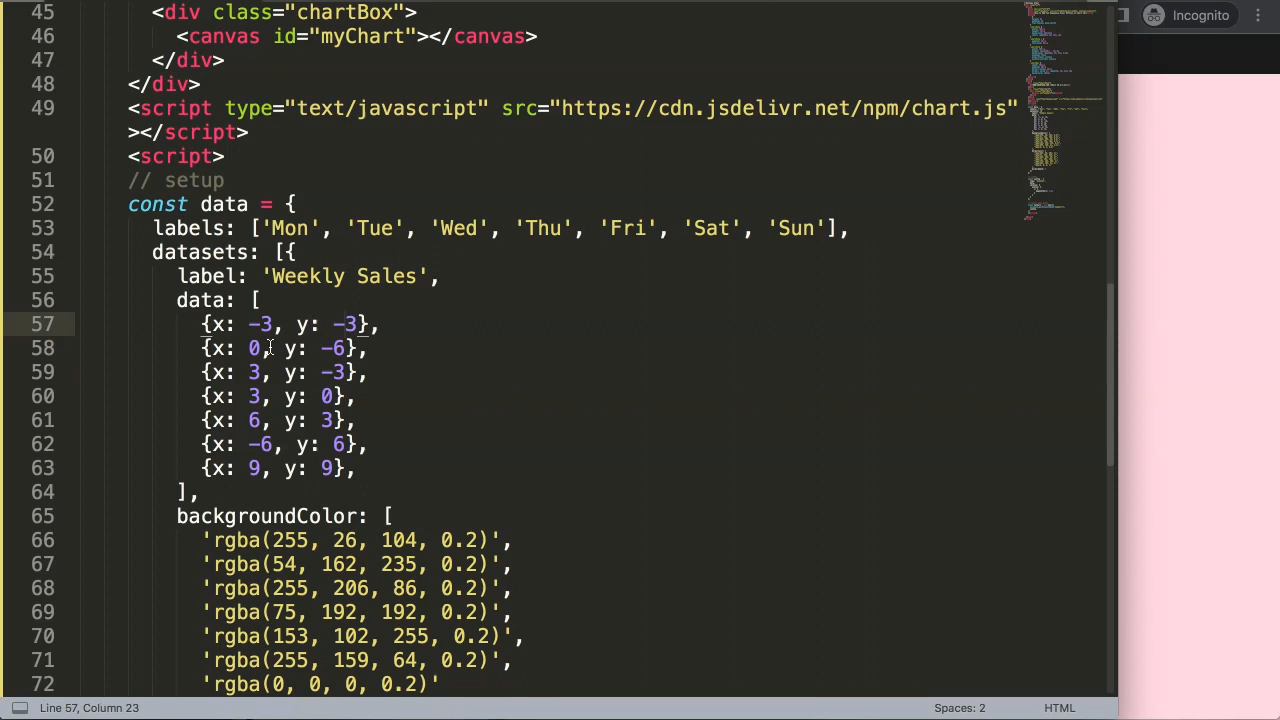 45 <div class="chartBox">
46 <canvas id="myChart"></canvas>
47 </div>
48 </div>
49 <script type="text/javascript" src="https://cdn.jsdelivr.net/npm/chart.js"
></script>
50 <script>
51 // setup
52 const data = {
53 labels: ['Mon', 'Tue', 'Wed', 'Thu', 'Fri', 'Sat', 'Sun'],
54 datasets: [{
55 label: 'Weekly Sales',
56 data: [
57 {x: -3, y: -3},
58 {x: 0, y: -6},
59 {x: 3, y: -3},
60 {x: 3, y: 0},
61 {x: 6, y: 3},
62 {x: -6, y: 6},
63 {x: 9, y: 9},
64 ],
65 backgroundColor: [
66 'rgba(255, 26, 104, 0.2)',
67 'rgba(54, 162, 235, 0.2)',
68 'rgba(255, 206, 86, 0.2)',
69 'rgba(75, 192, 192, 0.2)',
70 'rgba(153, 102, 255, 0.2)',
71 'rgba(255, 159, 64, 0.2)',
72 'rgba(0, 0, 0, 0.2)'
Line 57, Column 23
Spaces: 2
HTML
Incognito